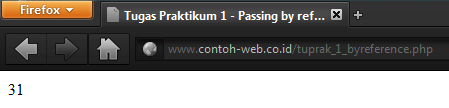 Firefox
Tugas Praktikum 1 - Passing by ref...
www.contoh-web.co.id/tuprak_1_byreference.php
31